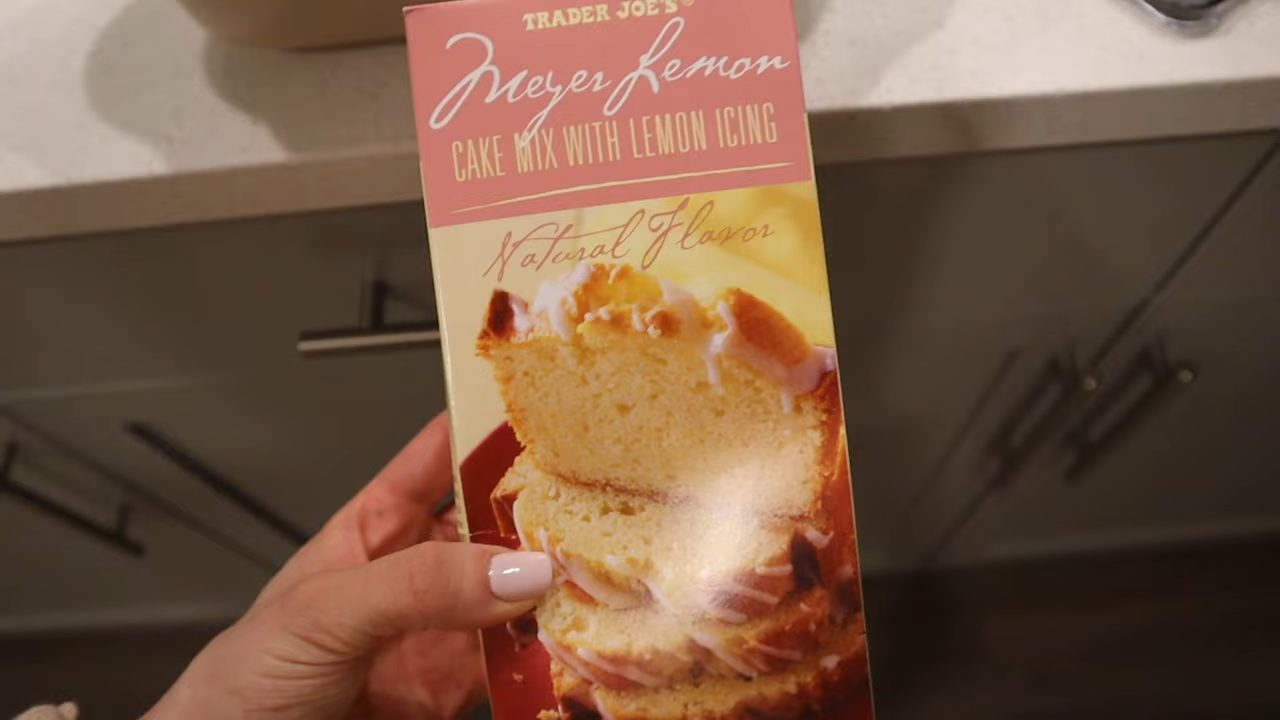 TRADER JOE'S®
Meyer Lemon
CAKE MIX WITH LEMON ICING
Natural Flavor